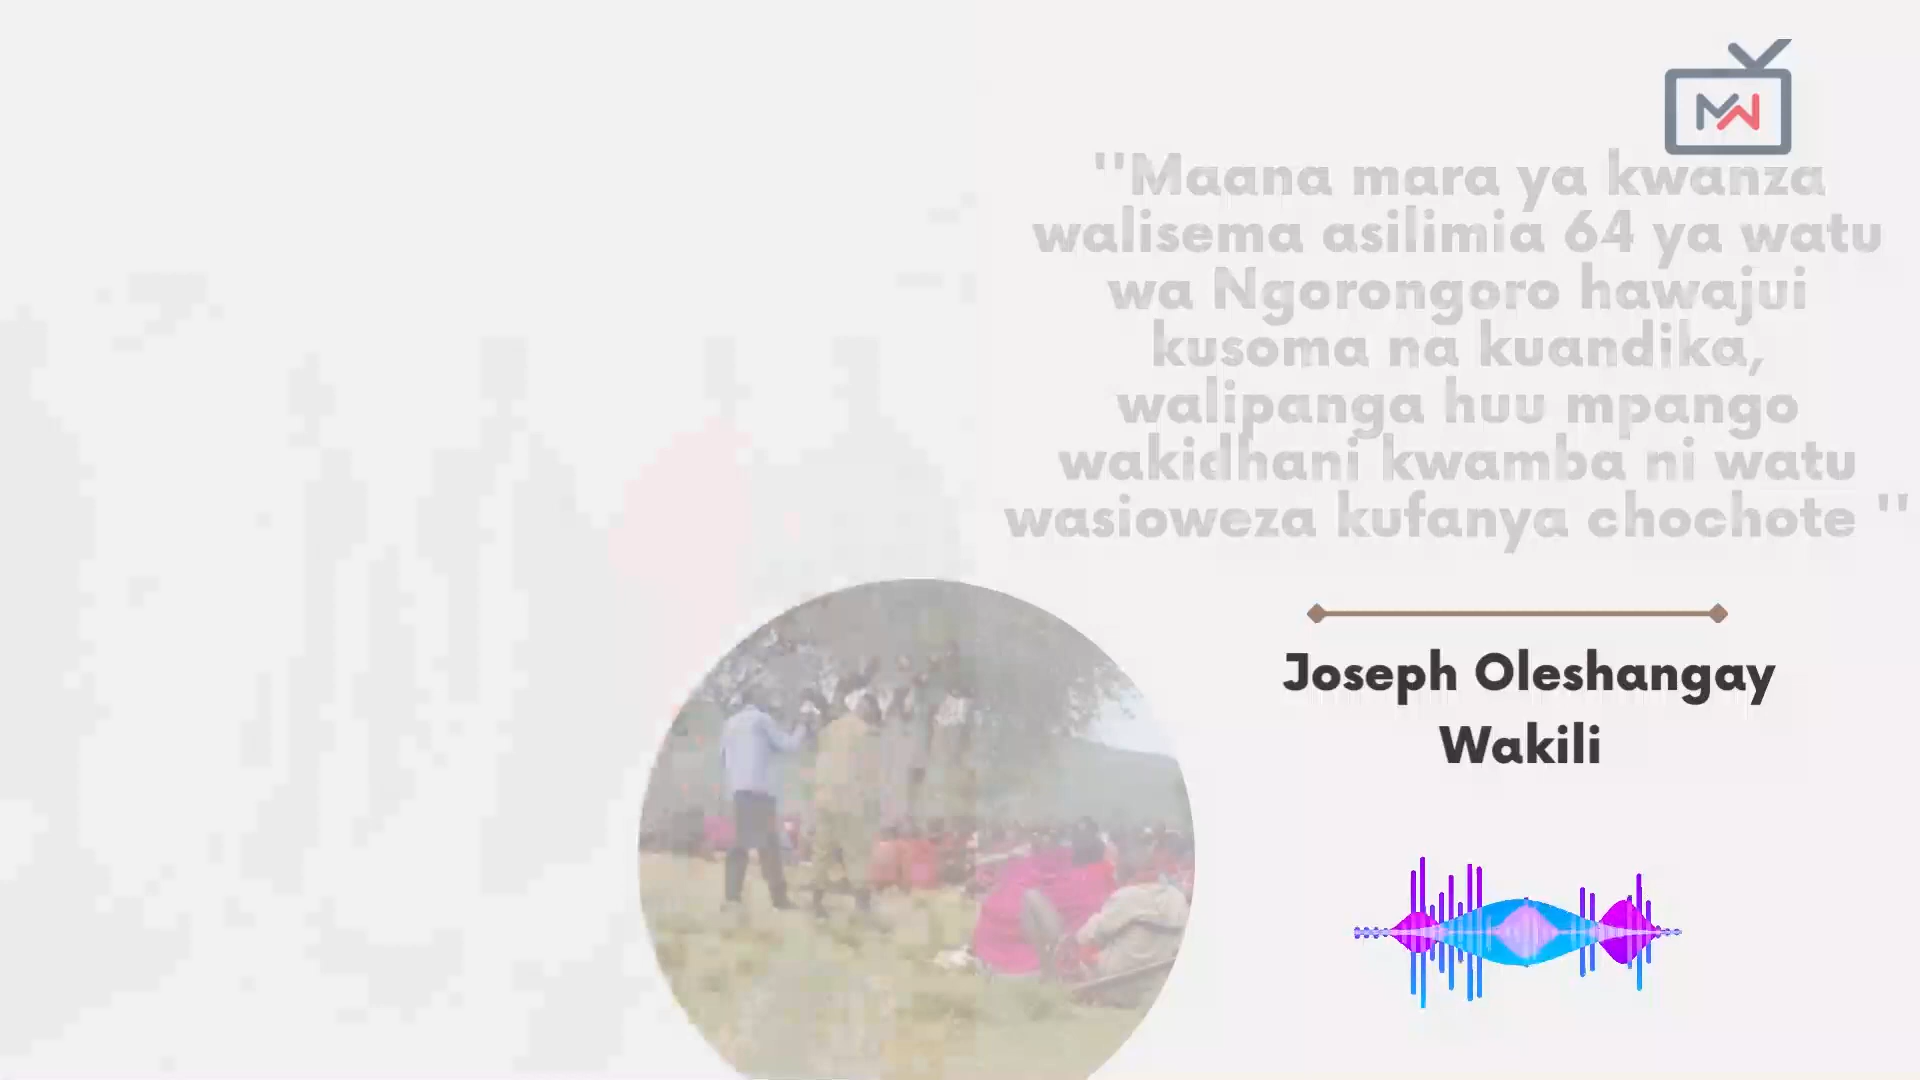 MW
''Maana mara ya kwanza
walisema asilimia 64 ya watu
wa Ngorongoro hawajui
kusoma na kuandika,
walipanga huu mpango
wakidhani kwamba ni watu
wasioweza kufanya chochote ''
Joseph Oleshangay
Wakili